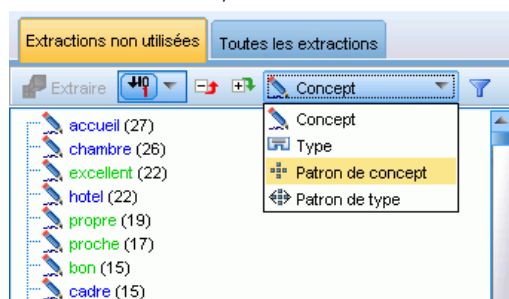 Extractions non utilisées Toutes les extractions
Extraire Concept
accueil (27)
chambre (26)
excellent (22)
hotel (22)
propre (19)
proche (17)
bon (15)
cadre (15)
Concept
Type
Patron de concept
Patron de type